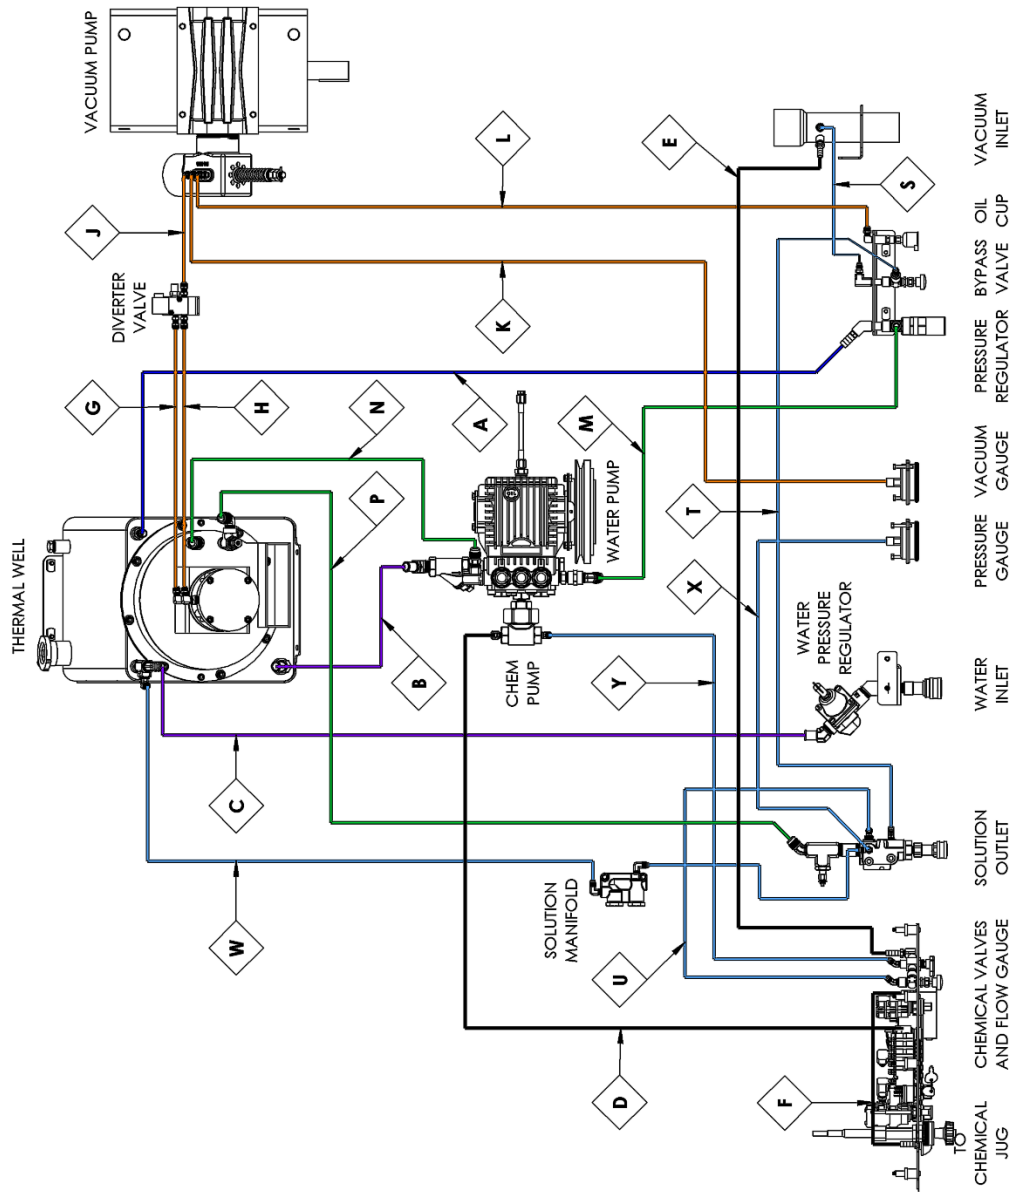 VACUUM PUMP
J
L
DIVERTER
VALVE
K
G
H
A
N
P
M
THERMAL WELL
WATER PUMP
B
CHEM
PUMP
Y
C
W
SOLUTION
MANIFOLD
U
D
F
E
S
T
X
WATER
PRESSURE
REGULATOR
TO
CHEMICAL
JUG
CHEMICAL VALVES
AND FLOW GAUGE
SOLUTION
OUTLET
WATER
INLET
PRESSURE
GAUGE
VACUUM
GAUGE
PRESSURE
REGULATOR
BYPASS
VALVE
OIL
CUP
VACUUM
INLET